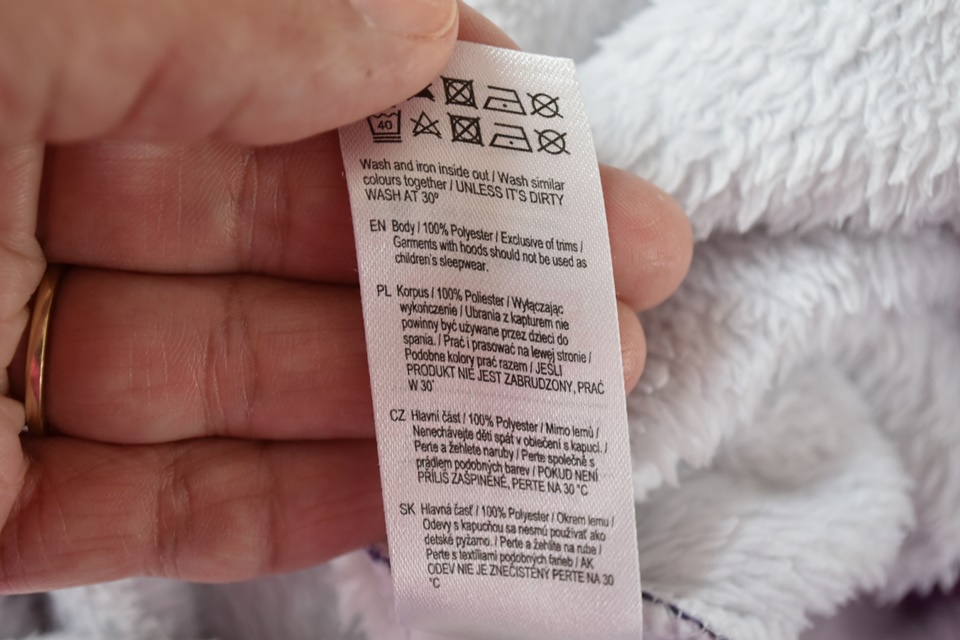 40
Wash and iron inside out / Wash similar
colours together / UNLESS IT'S DIRTY
WASH AT 30°
EN Body / 100% Polyester / Exclusive of trims /
Garments with hoods should not be used as
children's sleepwear.
PL Korpus / 100% Poliester / Wyłączając
wykończenie / Ubrania z kapturem nie
powinny być używane przez dzieci do
spania. / Prać i prasować na lewej stronie /
Podobne kolory prać razem / JEŚLI
PRODUKT NIE JEST ZABRUDZONY, PRAĆ
W 30°
CZ Hlavní část / 100% Polyester / Mimo lemů /
Nenechávejte děti spát v oblečení s kapucí. /
Perte a žehlete naruby / Perte společně s
prádlem podobných barev / POKUD NENÍ
PŘÍLIŠ ZAŠPINĚNÉ, PERTE NA 30 °C
SK Hlavná časť / 100% Polyester / Okrem lemu /
Odevy s kapucňou sa nesmú používať ako
detské pyžamo. / Perte a žehlite na rube /
Perte s textíliami podobných farieb / AK
ODEV NIE JE ZNEČISTENÝ PERTE NA 30
°C